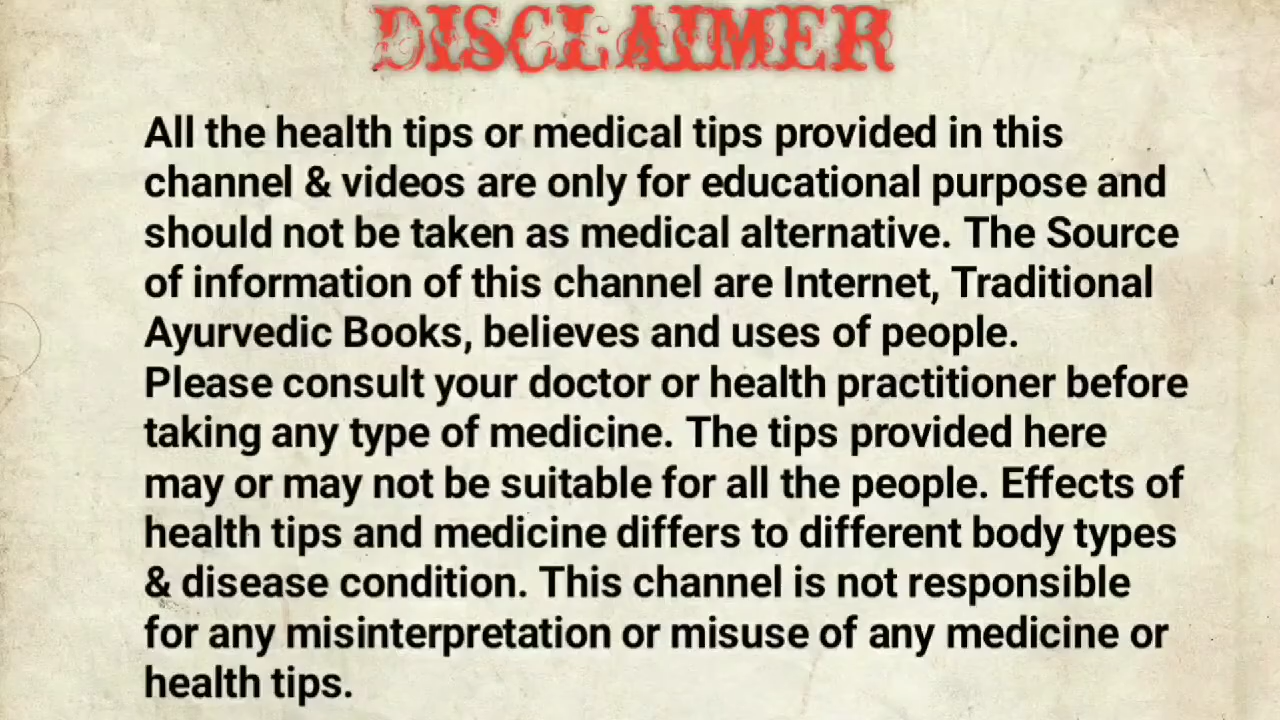 DISCLAIMER
All the health tips or medical tips provided in this
channel & videos are only for educational purpose and
should not be taken as medical alternative. The Source
of information of this channel are Internet, Traditional
Ayurvedic Books, believes and uses of people.
Please consult your doctor or health practitioner before
taking any type of medicine. The tips provided here
may or may not be suitable for all the people. Effects of
health tips and medicine differs to different body types
& disease condition. This channel is not responsible
for any misinterpretation or misuse of any medicine or
health tips.